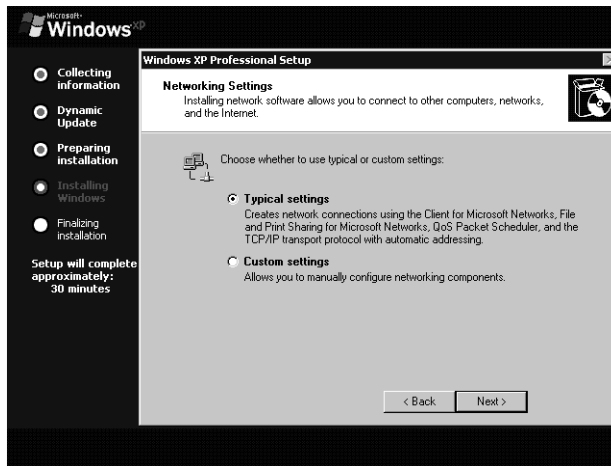 Microsoft
Windows xp
Collecting
information
Dynamic
Update
Preparing
installation
Installing
Windows
Finalizing
installation
Setup will complete
approximately:
30 minutes
Windows XP Professional Setup
Networking Settings
Installing network software allows you to connect to other computers, networks,
and the Internet.
Choose whether to use typical or custom settings:
Typical settings
Creates network connections using the Client for Microsoft Networks, File
and Print Sharing for Microsoft Networks, QoS Packet Scheduler, and the
TCP/IP transport protocol with automatic addressing.
Custom settings
Allows you to manually configure networking components.
< Back
Next >